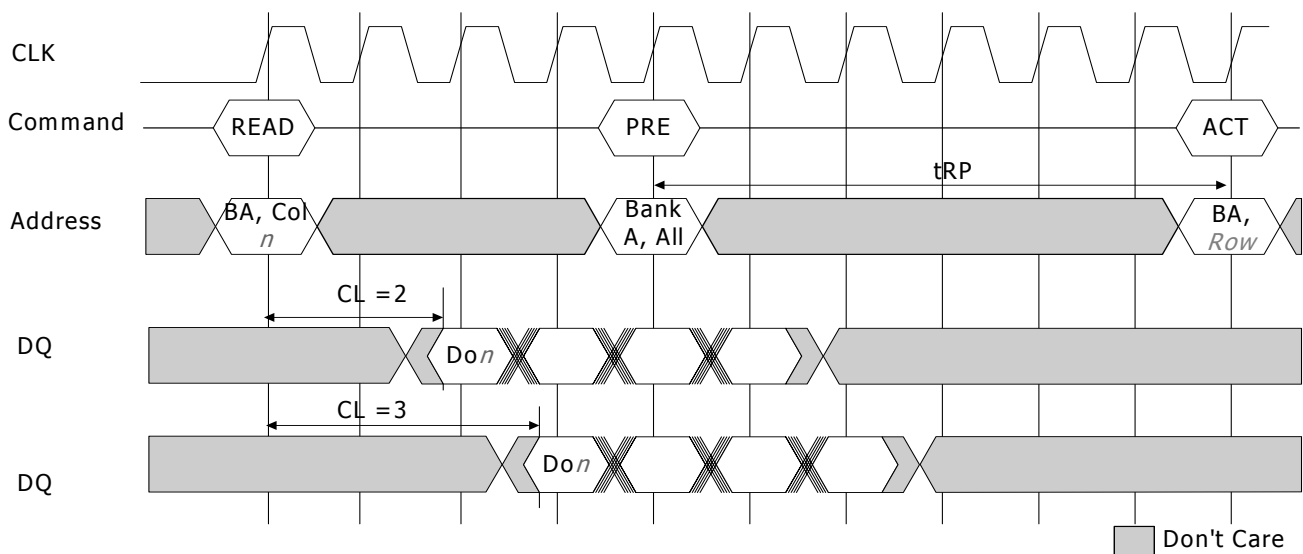 CLK
Command
READ
PRE
ACT
tRP
Address
BA, Col
n
Bank
A, All
BA,
Row
CL =2
DQ
Don
CL =3
DQ
Don
Don't Care